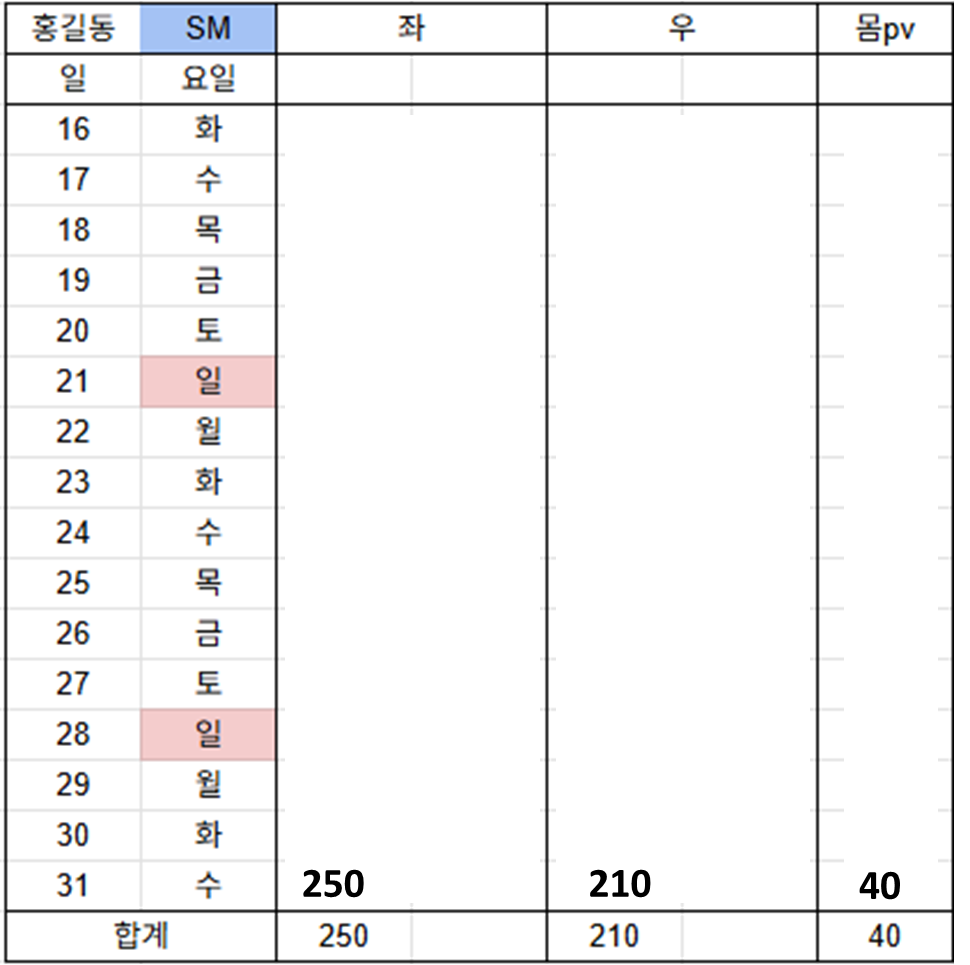 홍길동 SM 좌 우 몸pv
일 요일
16 화
17 수
18 목
19 금
20 토
21 일
22 월
23 화
24 수
25 목
26 금
27 토
28 일
29 월
30 화
31 수 250 210 40
합계 250 210 40